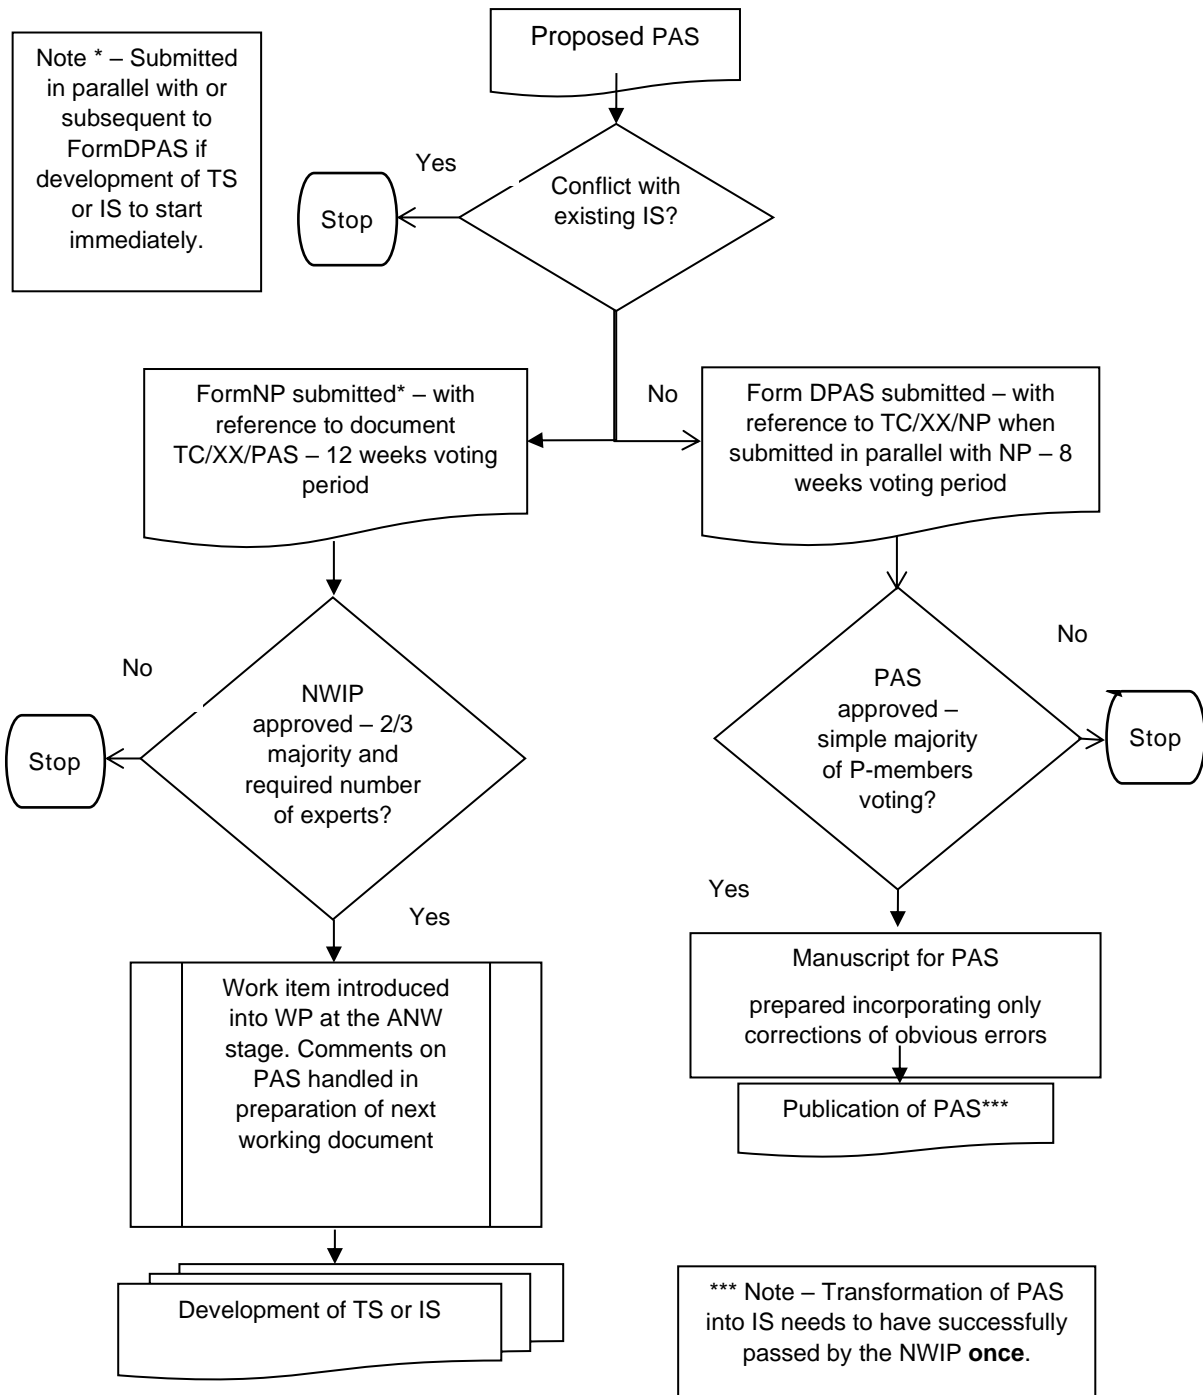 Proposed PAS
Note * – Submitted
in parallel with or
subsequent to
FormDPAS if
development of TS
or IS to start
immediately.
Yes
Stop
Conflict with
existing IS?
FormNP submitted* – with
reference to document
TC/XX/PAS – 12 weeks voting
period
No
Form DPAS submitted – with
reference to TC/XX/NP when
submitted in parallel with NP – 8
weeks voting period
No
Stop
NWIP
approved – 2/3
majority and
required number
of experts?
Yes
No
PAS
approved –
simple majority
of P-members
voting?
Stop
Yes
Work item introduced
into WP at the ANW
stage. Comments on
PAS handled in
preparation of next
working document
Manuscript for PAS
prepared incorporating only
corrections of obvious errors
Publication of PAS***
Development of TS or IS
*** Note – Transformation of PAS
into IS needs to have successfully
passed by the NWIP once.